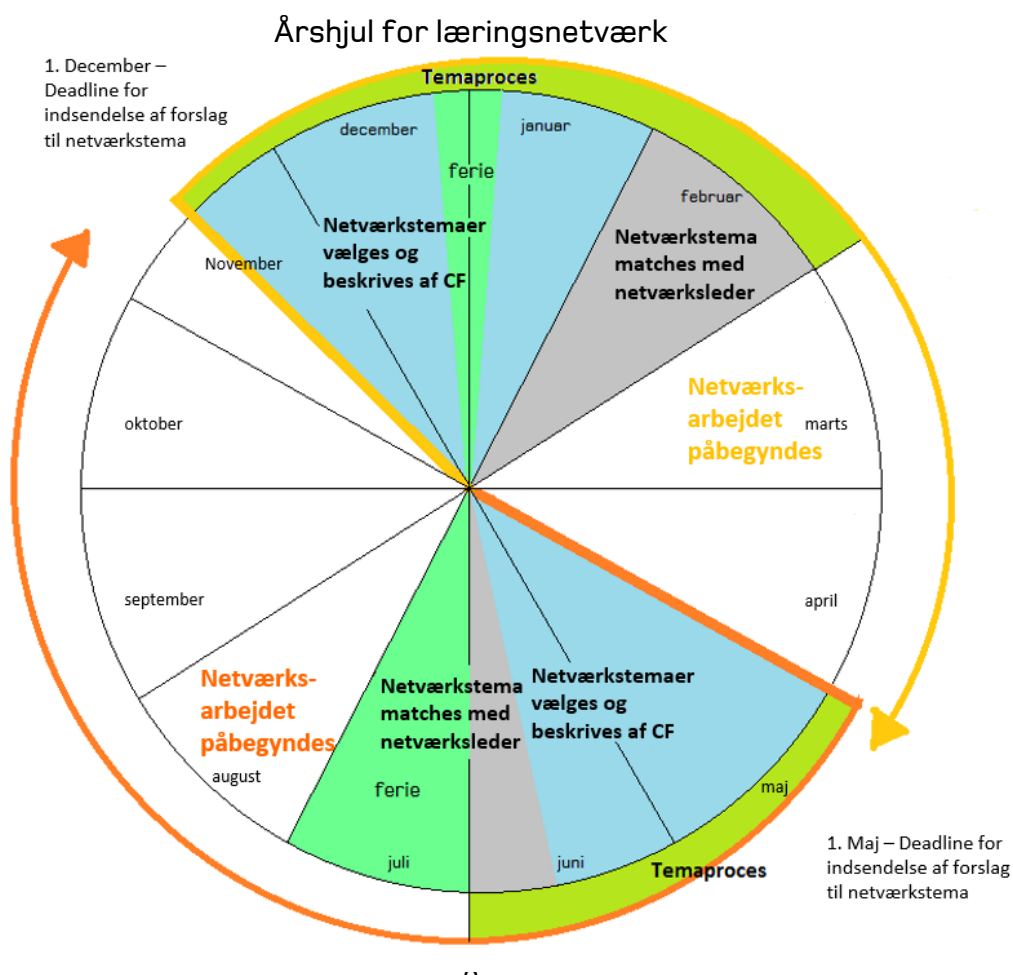 Årshjul for læringsnetværk
1. December –
Deadline for
indsendelse af forslag
til netværkstema
Temaproces
december
januar
ferie
februar
Netværkstemaer
vælges og
beskrives af CF
Netværkstema
matches med
netværksleder
November
oktober
Netværks-
arbejdet
påbegyndes
marts
september
april
Netværks-
arbejdet
påbegyndes
august
Netværkstema
matches med
netværksleder
ferie
juli
Netværkstemaer
vælges og
beskrives af CF
maj
juni
Temaproces
1. Maj – Deadline for
indsendelse af forslag
til netværkstema